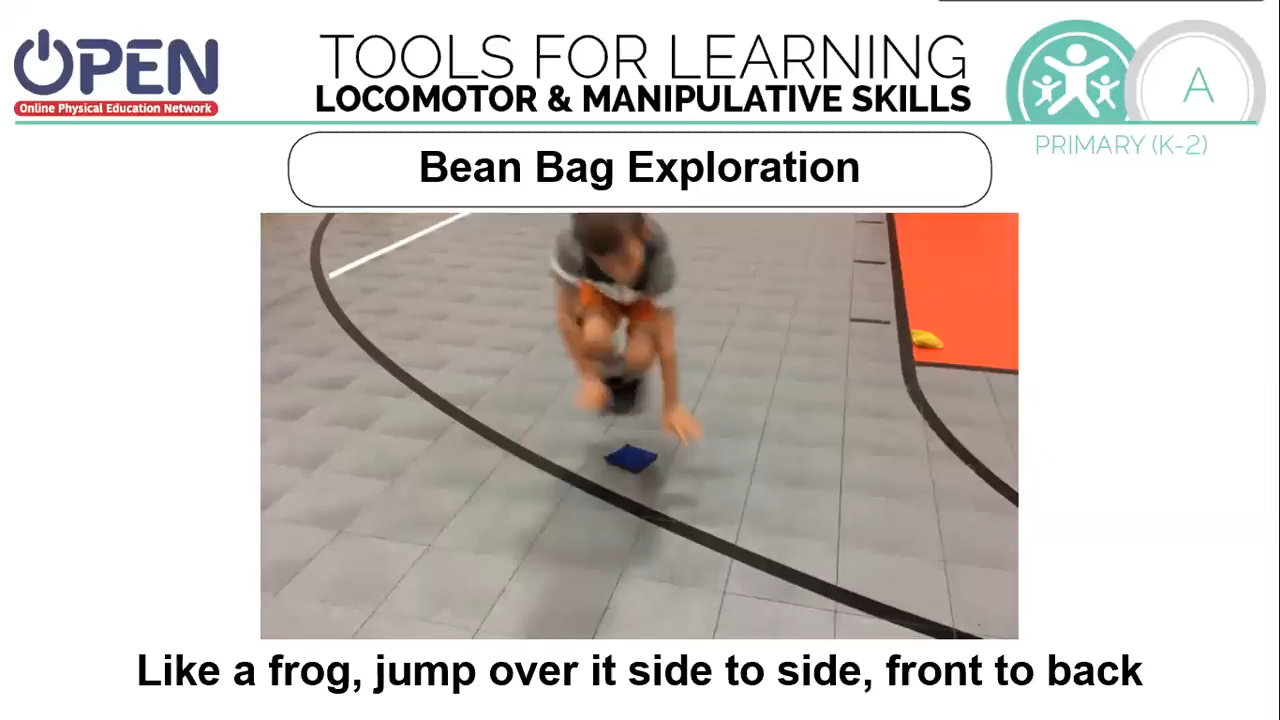 OPEN
Online Physical Education Network
TOOLS FOR LEARNING
LOCOMOTOR & MANIPULATIVE SKILLS
A
PRIMARY (K-2)
Bean Bag Exploration
Like a frog, jump over it side to side, front to back